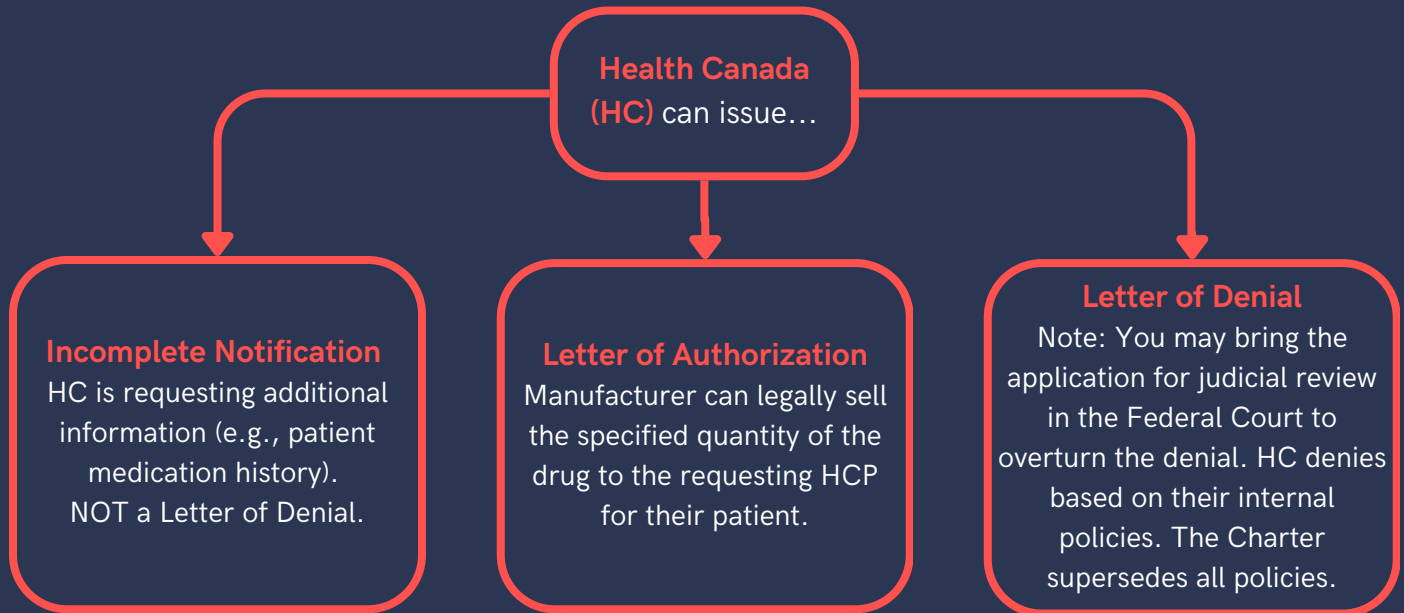 Health Canada
(HC) can issue...
Incomplete Notification
HC is requesting additional
information (e.g., patient
medication history).
NOT a Letter of Denial.
Letter of Authorization
Manufacturer can legally sell
the specified quantity of the
drug to the requesting HCP
for their patient.
Letter of Denial
Note: You may bring the
application for judicial review
in the Federal Court to
overturn the denial. HC denies
based on their internal
policies. The Charter
supersedes all policies.